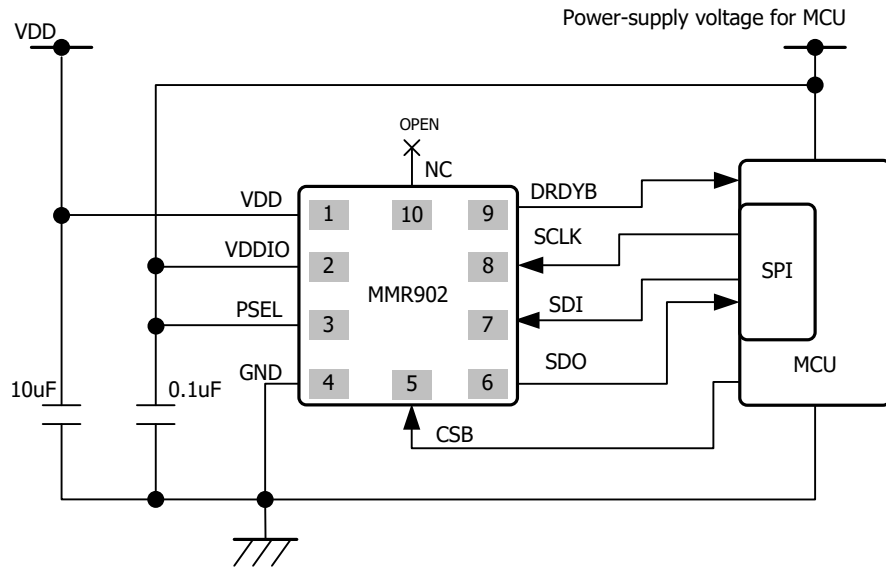 Power-supply voltage for MCU
VDD
OPEN
NC
VDD
1
10
9
DRDYB
VDDIO
2
8
SCLK
MMR902
SPI
PSEL
3
7
SDI
GND
4
5
6
SDO
MCU
10uF
0.1uF
CSB